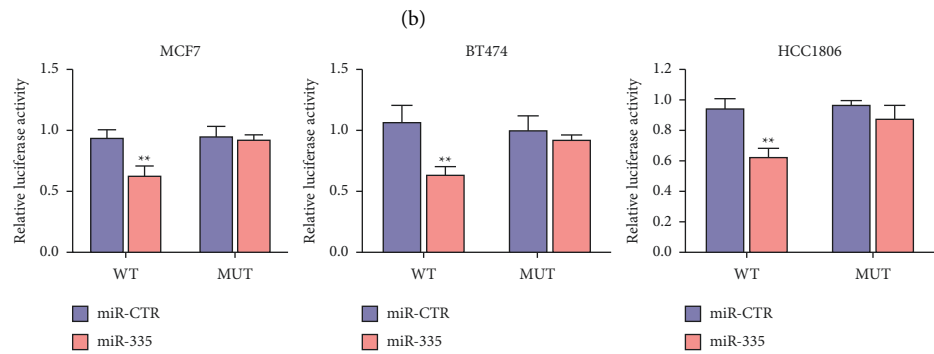 (b)
MCF7
Relative luciferase activity
1.5
1.0
0.5
0.0
**
WT MUT
miR-CTR
miR-335
BT474
Relative luciferase activity
1.5
1.0
0.5
0.0
**
WT MUT
miR-CTR
miR-335
HCC1806
Relative luciferase activity
1.2
1.0
0.8
0.6
0.4
0.2
0.0
**
WT MUT
miR-CTR
miR-335